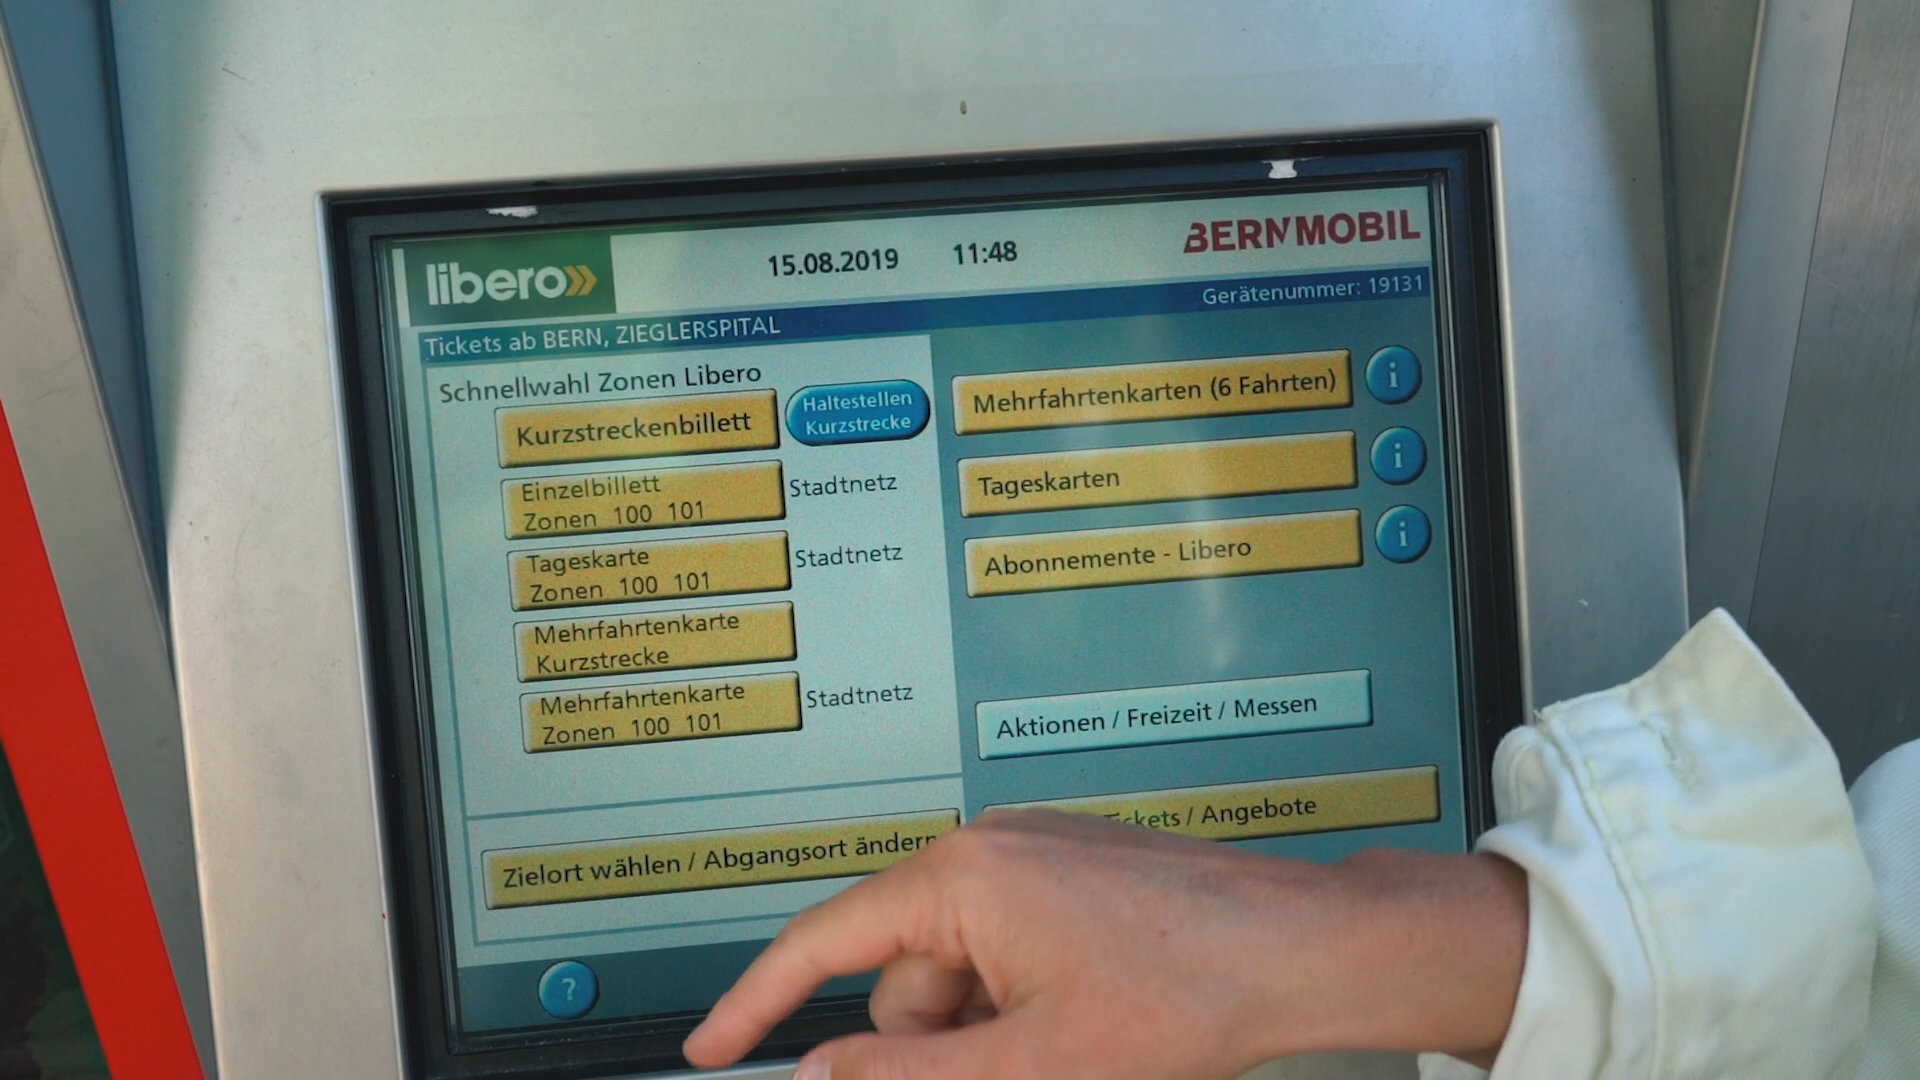 libero
15.08.2019 11:48
BERNMOBIL
Gerätenummer: 19131
Tickets ab BERN, ZIEGLERSPITAL
Schnellwahl Zonen Libero
Kurzstreckenbillett
Haltestellen
Kurzstrecke
Einzelbillett
Zonen 100 101
Stadtnetz
Tageskarte
Zonen 100 101
Stadtnetz
Mehrfahrtenkarte
Kurzstrecke
Mehrfahrtenkarte
Zonen 100 101
Stadtnetz
Zielort wählen / Abgangsort ändern
?
Mehrfahrtenkarten (6 Fahrten)
i
Tageskarten
i
Abonnemente - Libero
i
Aktionen / Freizeit / Messen
Tickets / Angebote